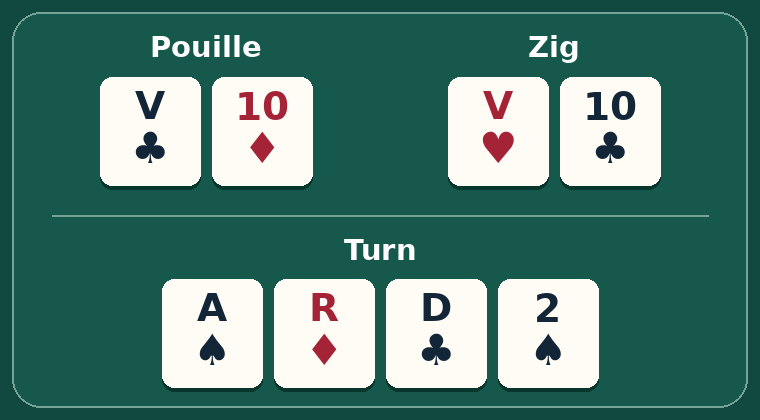 Pouille Zig
V♣ 10♦ V♥ 10♣
Turn
A♠ R♦ D♣ 2♠